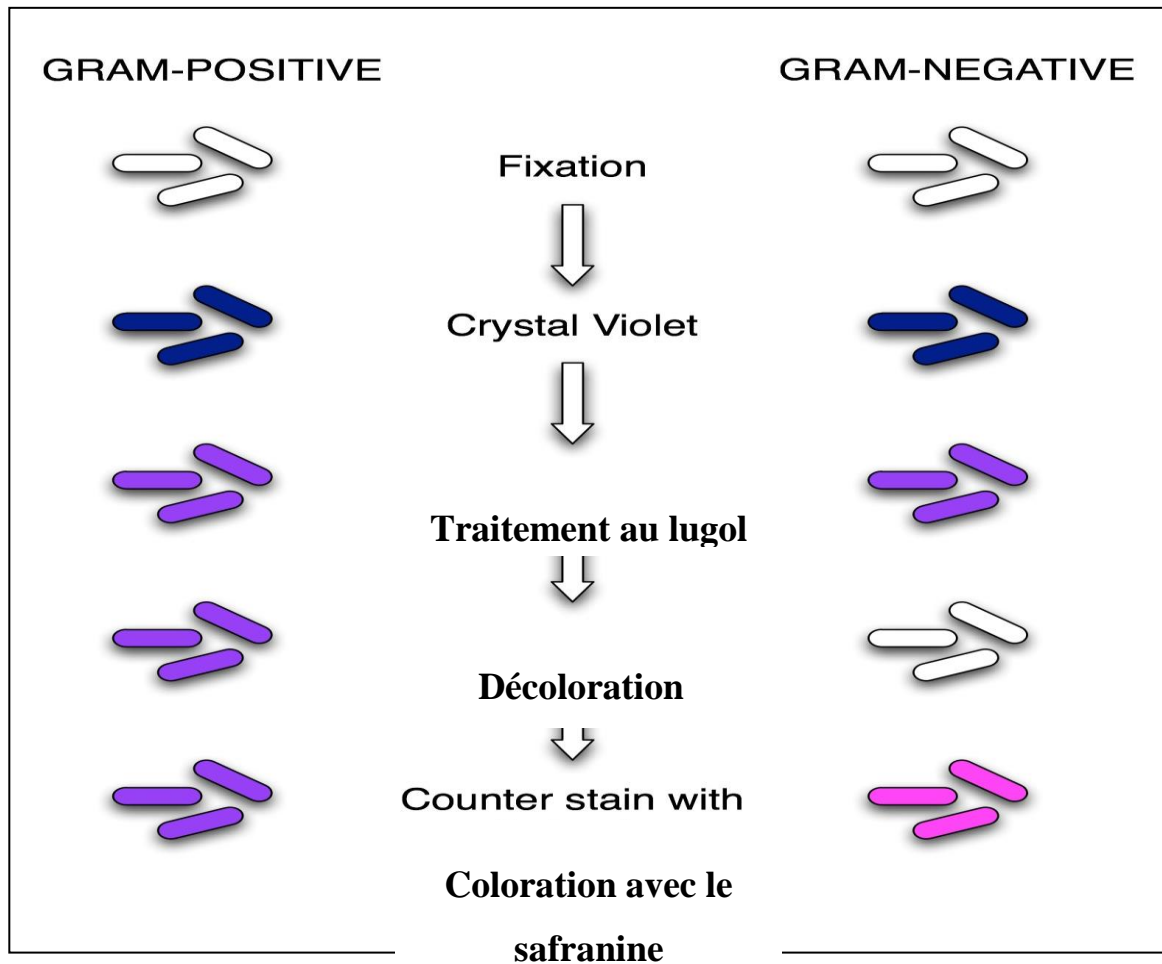 GRAM-POSITIVE
GRAM-NEGATIVE
Fixation
Crystal Violet
Traitement au lugol
Décoloration
Counter stain with
Coloration avec le
safranine